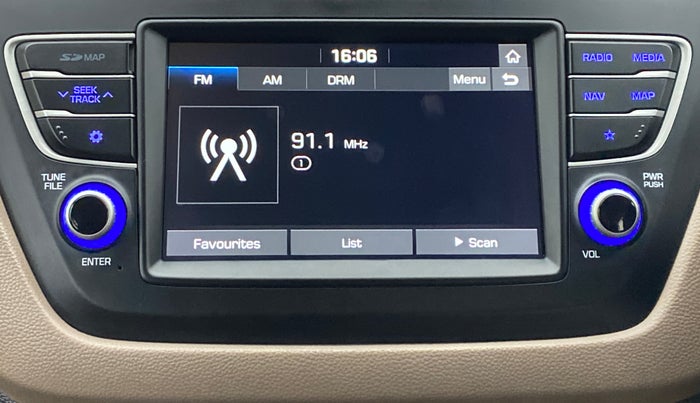 16:06
SD MAP
RADIO MEDIA
FM AM DRM Menu
SEEK
TRACK
NAV MAP
91.1 MHz
1
TUNE
FILE
PWR
PUSH
Favourites List Scan
ENTER
VOL